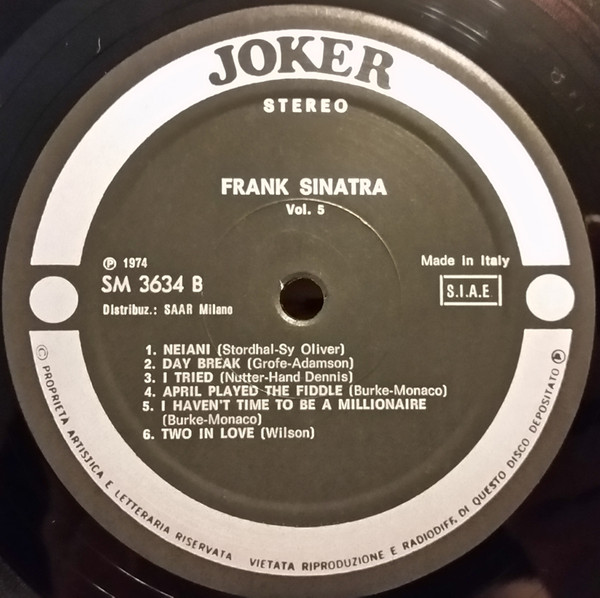 JOKER
STEREO
FRANK SINATRA
Vol. 5
℗ 1974
SM 3634 B
Distribuz.: SAAR Milano
Made in Italy
S.I.A.E.
1. NEIANI (Stordhal-Sy Oliver)
2. DAY BREAK (Grofe-Adamson)
3. I TRIED (Nutter-Hand Dennis)
4. APRIL PLAYED THE FIDDLE (Burke-Monaco)
5. I HAVEN'T TIME TO BE A MILLIONAIRE
(Burke-Monaco)
6. TWO IN LOVE (Wilson)
© PROPRIETA ARTISTICA E LETTERARIA RISERVATA VIETATA RIPRODUZIONE E RADIODIFF. DI QUESTO DISCO DEPOSITATO ℗